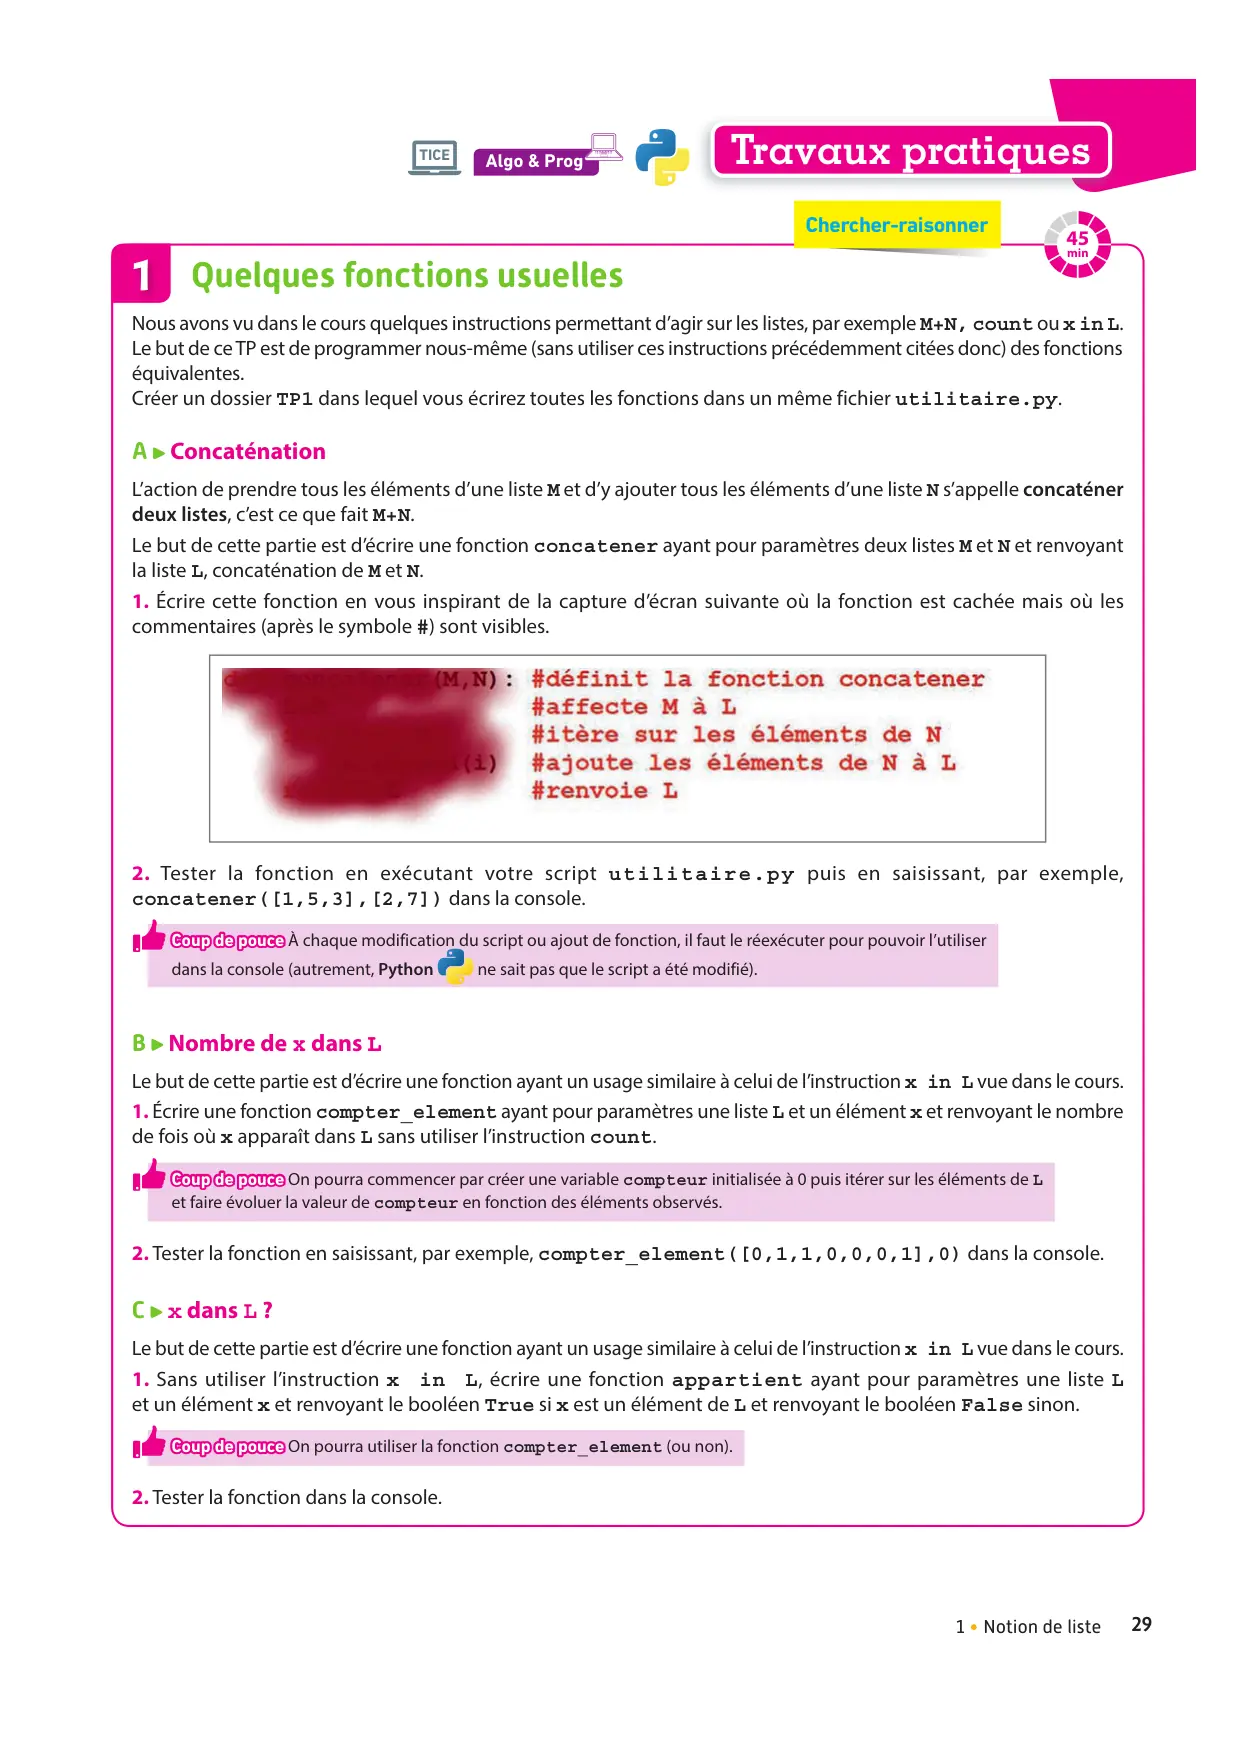 TICE
Algo & Prog
Travaux pratiques
Chercher-raisonner
45
min
1 Quelques fonctions usuelles
Nous avons vu dans le cours quelques instructions permettant d’agir sur les listes, par exemple M+N, count ou x in L.
Le but de ce TP est de programmer nous-même (sans utiliser ces instructions précédemment citées donc) des fonctions
équivalentes.
Créer un dossier TP1 dans lequel vous écrirez toutes les fonctions dans un même fichier utilitaire.py.
A ▸ Concaténation
L’action de prendre tous les éléments d’une liste M et d’y ajouter tous les éléments d’une liste N s’appelle concaténer
deux listes, c’est ce que fait M+N.
Le but de cette partie est d’écrire une fonction concatener ayant pour paramètres deux listes M et N et renvoyant
la liste L, concaténation de M et N.
1. Écrire cette fonction en vous inspirant de la capture d’écran suivante où la fonction est cachée mais où les
commentaires (après le symbole #) sont visibles.
(M,N): #définit la fonction concatener
#affecte M à L
#itère sur les éléments de N
(i) #ajoute les éléments de N à L
#renvoie L
2. Tester la fonction en exécutant votre script utilitaire.py puis en saisissant, par exemple,
concatener([1,5,3],[2,7]) dans la console.
Coup de pouce À chaque modification du script ou ajout de fonction, il faut le réexécuter pour pouvoir l’utiliser
dans la console (autrement, Python ne sait pas que le script a été modifié).
B ▸ Nombre de x dans L
Le but de cette partie est d’écrire une fonction ayant un usage similaire à celui de l’instruction x in L vue dans le cours.
1. Écrire une fonction compter_element ayant pour paramètres une liste L et un élément x et renvoyant le nombre
de fois où x apparaît dans L sans utiliser l’instruction count.
Coup de pouce On pourra commencer par créer une variable compteur initialisée à 0 puis itérer sur les éléments de L
et faire évoluer la valeur de compteur en fonction des éléments observés.
2. Tester la fonction en saisissant, par exemple, compter_element([0,1,1,0,0,0,1],0) dans la console.
C ▸ x dans L ?
Le but de cette partie est d’écrire une fonction ayant un usage similaire à celui de l’instruction x in L vue dans le cours.
1. Sans utiliser l’instruction x in L, écrire une fonction appartient ayant pour paramètres une liste L
et un élément x et renvoyant le booléen True si x est un élément de L et renvoyant le booléen False sinon.
Coup de pouce On pourra utiliser la fonction compter_element (ou non).
2. Tester la fonction dans la console.
1 • Notion de liste 29